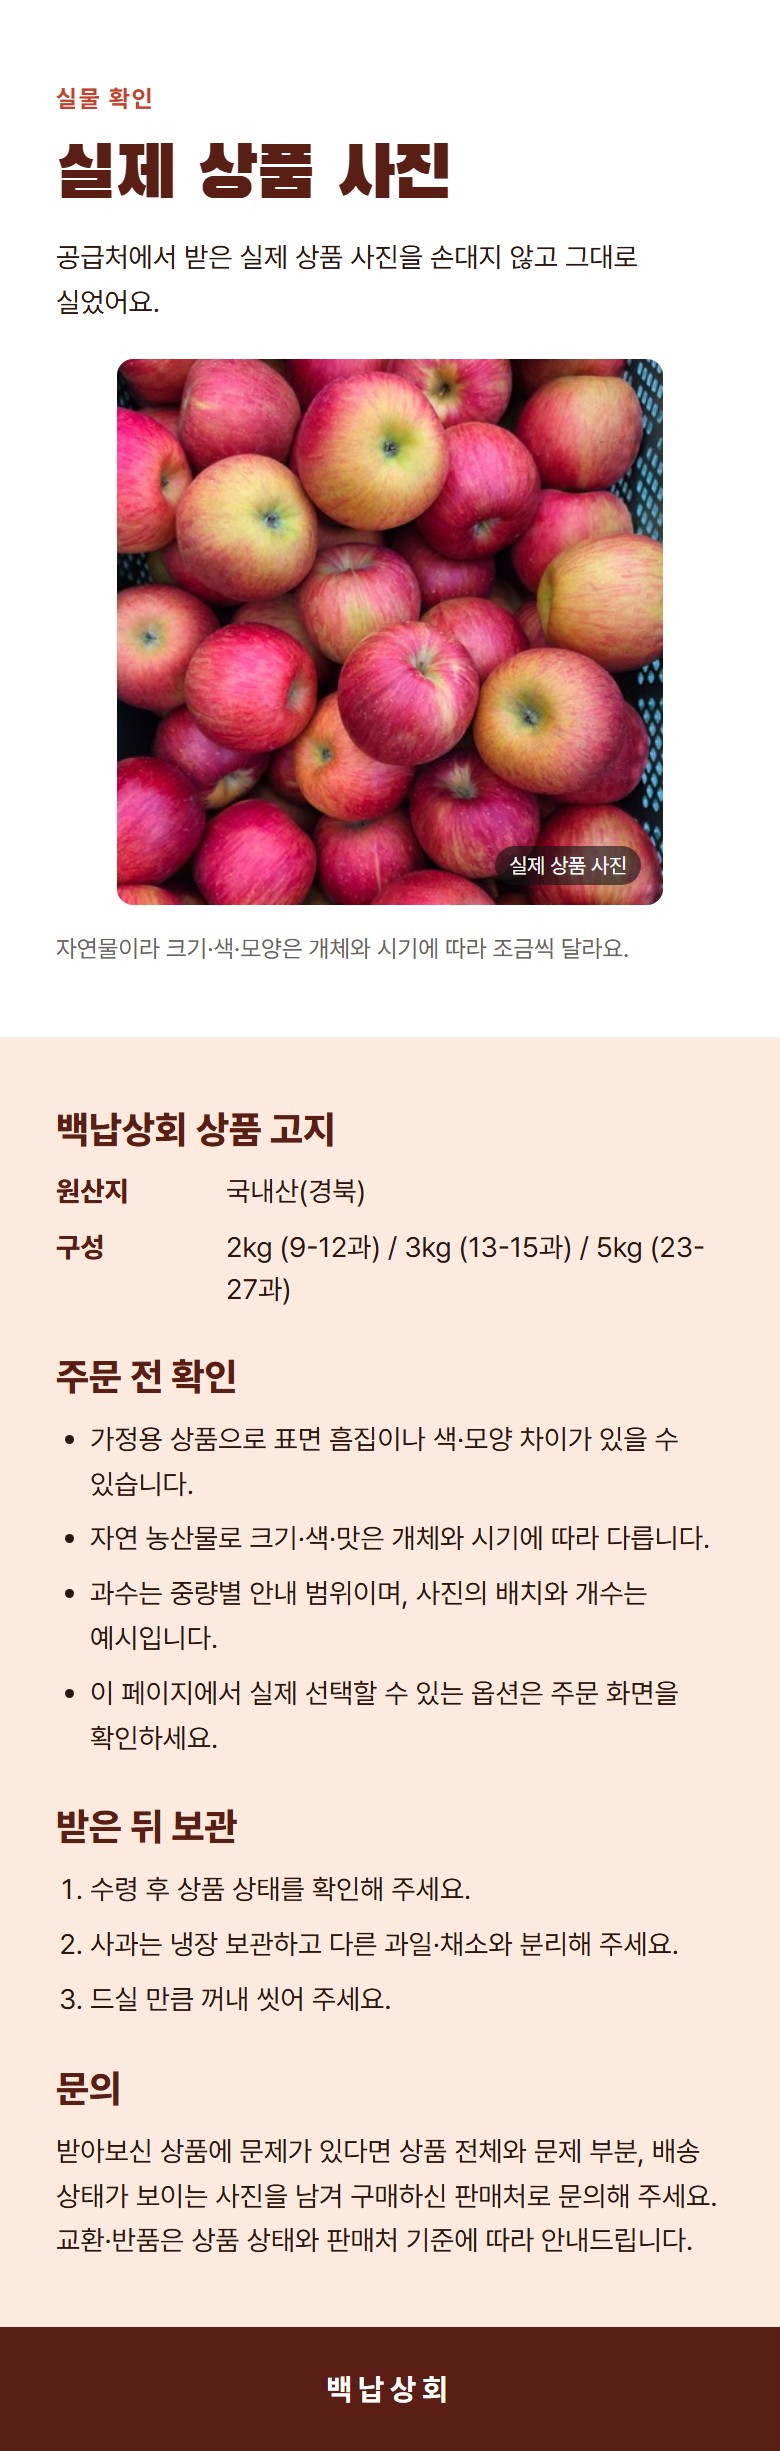 실물 확인
실제 상품 사진
공급처에서 받은 실제 상품 사진을 손대지 않고 그대로
실었어요.
실제 상품 사진
자연물이라 크기·색·모양은 개체와 시기에 따라 조금씩 달라요.
백납상회 상품 고지
원산지 국내산(경북)
구성 2kg (9-12과) / 3kg (13-15과) / 5kg (23-
27과)
주문 전 확인
• 가정용 상품으로 표면 흠집이나 색·모양 차이가 있을 수
있습니다.
• 자연 농산물로 크기·색·맛은 개체와 시기에 따라 다릅니다.
• 과수는 중량별 안내 범위이며, 사진의 배치와 개수는
예시입니다.
• 이 페이지에서 실제 선택할 수 있는 옵션은 주문 화면을
확인하세요.
받은 뒤 보관
1. 수령 후 상품 상태를 확인해 주세요.
2. 사과는 냉장 보관하고 다른 과일·채소와 분리해 주세요.
3. 드실 만큼 꺼내 씻어 주세요.
문의
받아보신 상품에 문제가 있다면 상품 전체와 문제 부분, 배송
상태가 보이는 사진을 남겨 구매하신 판매처로 문의해 주세요.
교환·반품은 상품 상태와 판매처 기준에 따라 안내드립니다.
백납상회